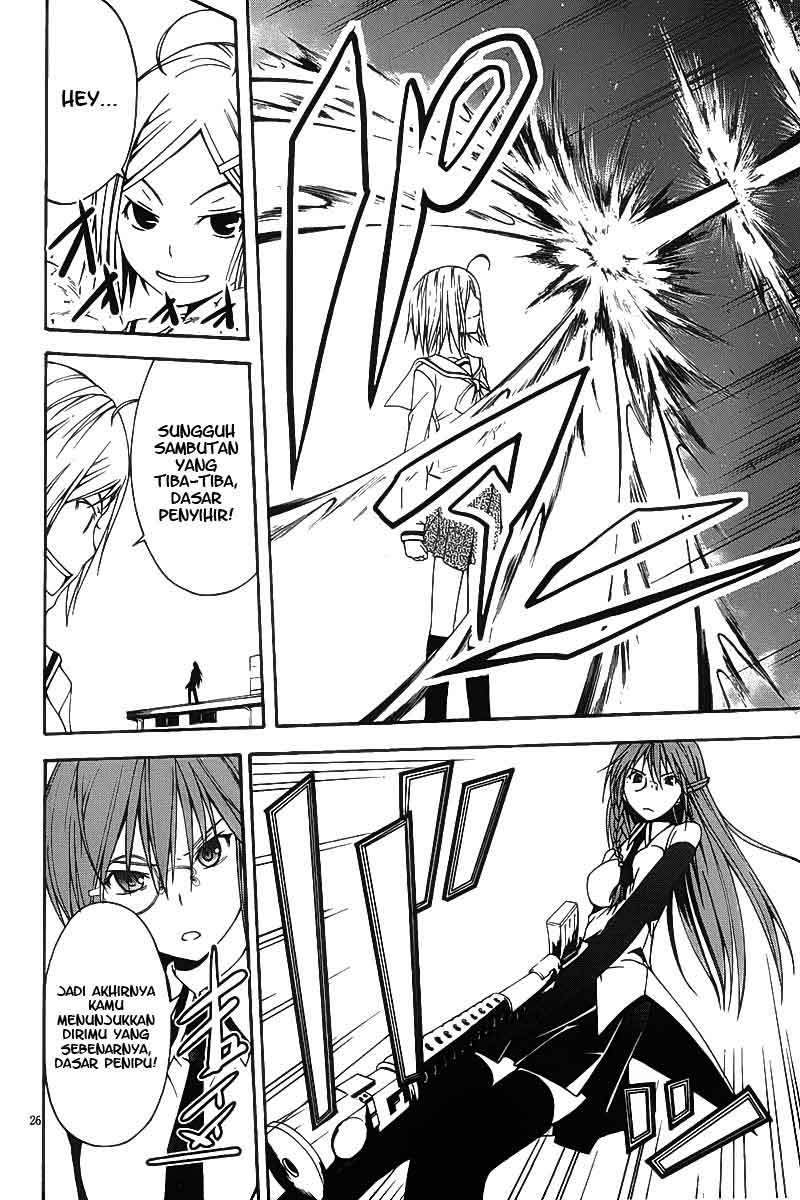 HEY...
SUNGGUH
SAMBUTAN
YANG
TIBA-TIBA,
DASAR
PENYIHIR!
JADI AKHIRNYA
KAMU
MENUNJUKKAN
DIRIMU YANG
SEBENARNYA,
DASAR PENIPU!
26